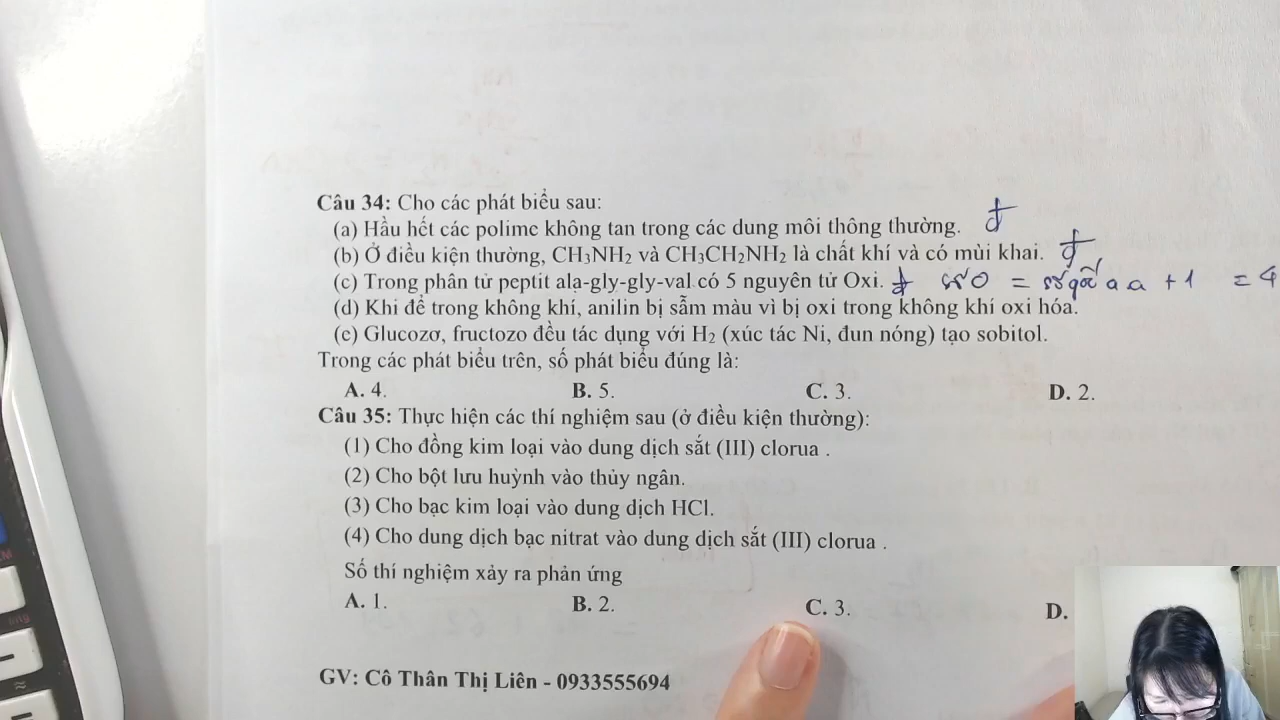 Câu 34: Cho các phát biểu sau:
(a) Hầu hết các polime không tan trong các dung môi thông thường. đ
(b) Ở điều kiện thường, CH₃NH₂ và CH₃CH₂NH₂ là chất khí và có mùi khai. đ
(c) Trong phân tử peptit ala-gly-gly-val có 5 nguyên tử Oxi. đ số O = số gốc aa + 1 = 4
(d) Khi để trong không khí, anilin bị sẫm màu vì bị oxi trong không khí oxi hóa.
(e) Glucozơ, fructozo đều tác dụng với H₂ (xúc tác Ni, đun nóng) tạo sobitol.
Trong các phát biểu trên, số phát biểu đúng là:
A. 4. B. 5. C. 3. D. 2.
Câu 35: Thực hiện các thí nghiệm sau (ở điều kiện thường):
(1) Cho đồng kim loại vào dung dịch sắt (III) clorua .
(2) Cho bột lưu huỳnh vào thủy ngân.
(3) Cho bạc kim loại vào dung dịch HCl.
(4) Cho dung dịch bạc nitrat vào dung dịch sắt (III) clorua .
Số thí nghiệm xảy ra phản ứng
A. 1. B. 2. C. 3. D.
GV: Cô Thân Thị Liên - 0933555694